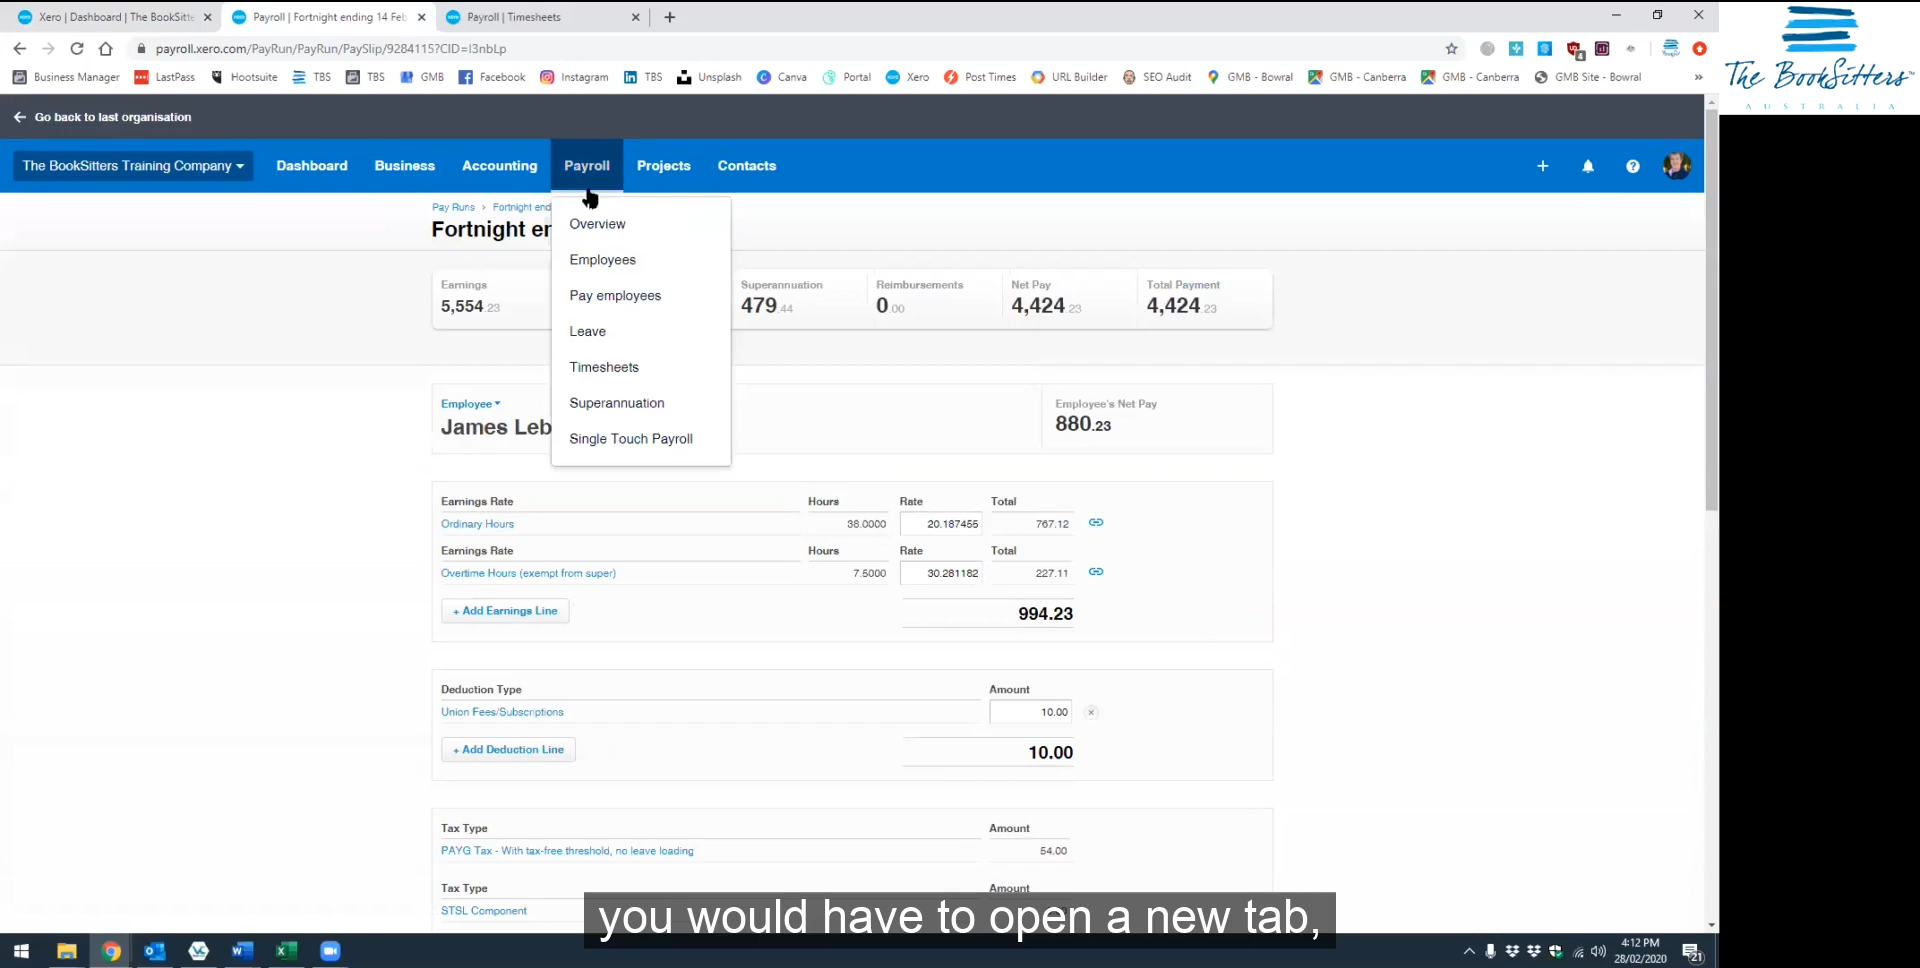 Xero | Dashboard | The BookSitte
Payroll | Fortnight ending 14 Feb
Payroll | Timesheets
payroll.xero.com/PayRun/PayRun/PaySlip/9284115?CID=!3nbLp
Business Manager LastPass Hootsuite TBS TBS GMB Facebook Instagram TBS Unsplash Canva Portal Xero Post Times URL Builder SEO Audit GMB - Bowral GMB - Canberra GMB - Canberra GMB Site - Bowral »
The BookSitters™
AUSTRALIA
Go back to last organisation
The BookSitters Training Company Dashboard Business Accounting Payroll Projects Contacts
Pay Runs › Fortnight end
Fortnight en
Overview
Employees
Pay employees
Leave
Timesheets
Superannuation
Single Touch Payroll
Earnings Superannuation Reimbursements Net Pay Total Payment
5,554.23 479.44 0.00 4,424.23 4,424.23
Employee Employee's Net Pay
James Leb 880.23
Earnings Rate Hours Rate Total
Ordinary Hours 38.0000 20.187455 767.12
Earnings Rate Hours Rate Total
Overtime Hours (exempt from super) 7.5000 30.281182 227.11
+ Add Earnings Line 994.23
Deduction Type Amount
Union Fees/Subscriptions 10.00
+ Add Deduction Line 10.00
Tax Type Amount
PAYG Tax - With tax-free threshold, no leave loading 54.00
Tax Type Amount
STSL Component
you would have to open a new tab,
4:12 PM
28/02/2020
21